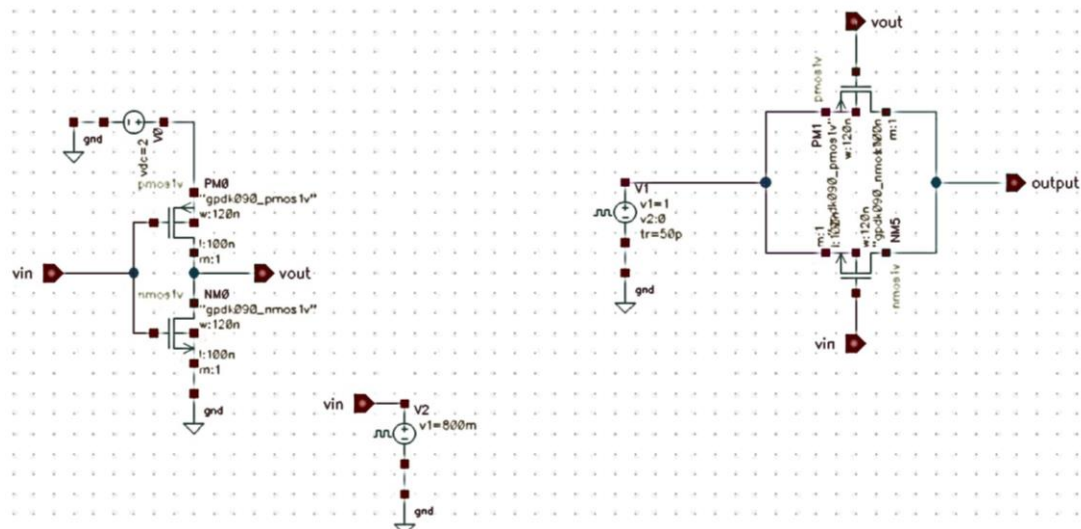 vout
pmos1v
gnd
V0
vdc=2
pmos1v
PM0
"gpdk090_pmos1v"
w:120n
l:100n
m:1
vin
vout
nmos1v
NM0
"gpdk090_nmos1v"
w:120n
l:100n
m:1
gnd
vin
V2
v1=800m
gnd
V1
v1=1
v2:0
tr=50p
gnd
PM1
w:120n
m:1
output
m:1
w:120n
NM5
nmos1v
vin